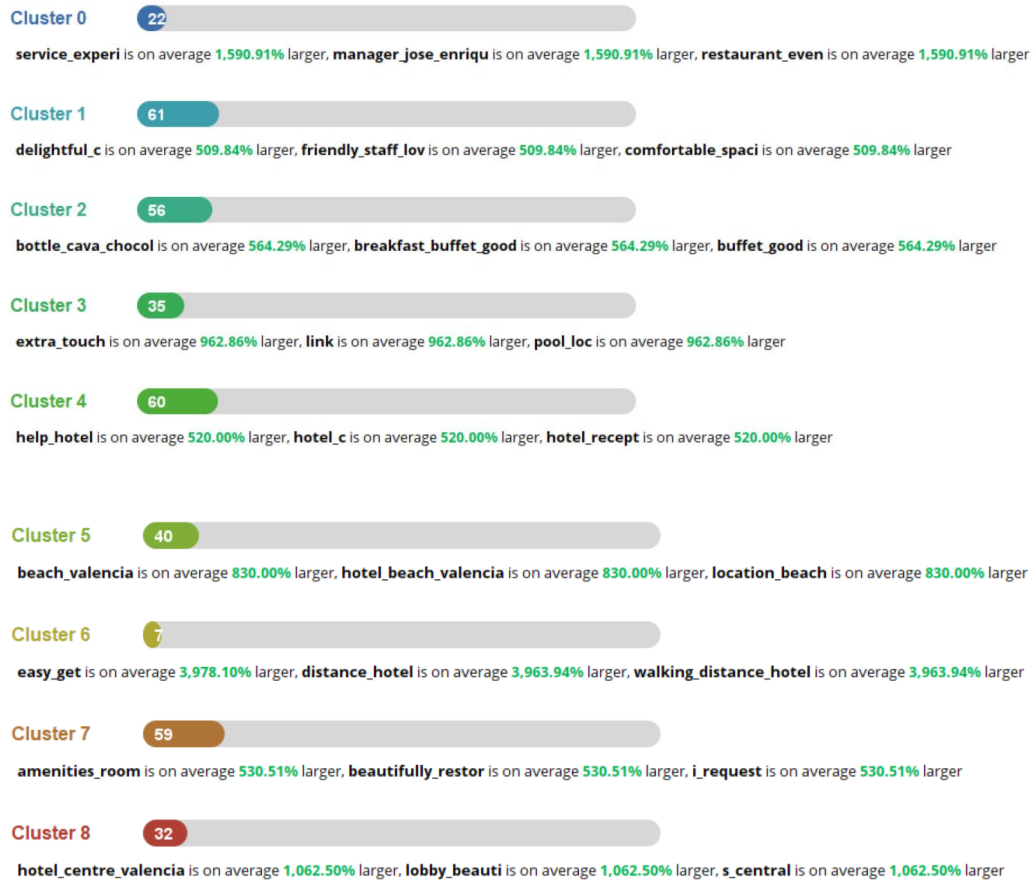 Cluster 0 22
service_experi is on average 1,590.91% larger, manager_jose_enriqu is on average 1,590.91% larger, restaurant_even is on average 1,590.91% larger
Cluster 1 61
delightful_c is on average 509.84% larger, friendly_staff_lov is on average 509.84% larger, comfortable_spaci is on average 509.84% larger
Cluster 2 56
bottle_cava_chocol is on average 564.29% larger, breakfast_buffet_good is on average 564.29% larger, buffet_good is on average 564.29% larger
Cluster 3 35
extra_touch is on average 962.86% larger, link is on average 962.86% larger, pool_loc is on average 962.86% larger
Cluster 4 60
help_hotel is on average 520.00% larger, hotel_c is on average 520.00% larger, hotel_recept is on average 520.00% larger
Cluster 5 40
beach_valencia is on average 830.00% larger, hotel_beach_valencia is on average 830.00% larger, location_beach is on average 830.00% larger
Cluster 6 7
easy_get is on average 3,978.10% larger, distance_hotel is on average 3,963.94% larger, walking_distance_hotel is on average 3,963.94% larger
Cluster 7 59
amenities_room is on average 530.51% larger, beautifully_restor is on average 530.51% larger, i_request is on average 530.51% larger
Cluster 8 32
hotel_centre_valencia is on average 1,062.50% larger, lobby_beauti is on average 1,062.50% larger, s_central is on average 1,062.50% larger